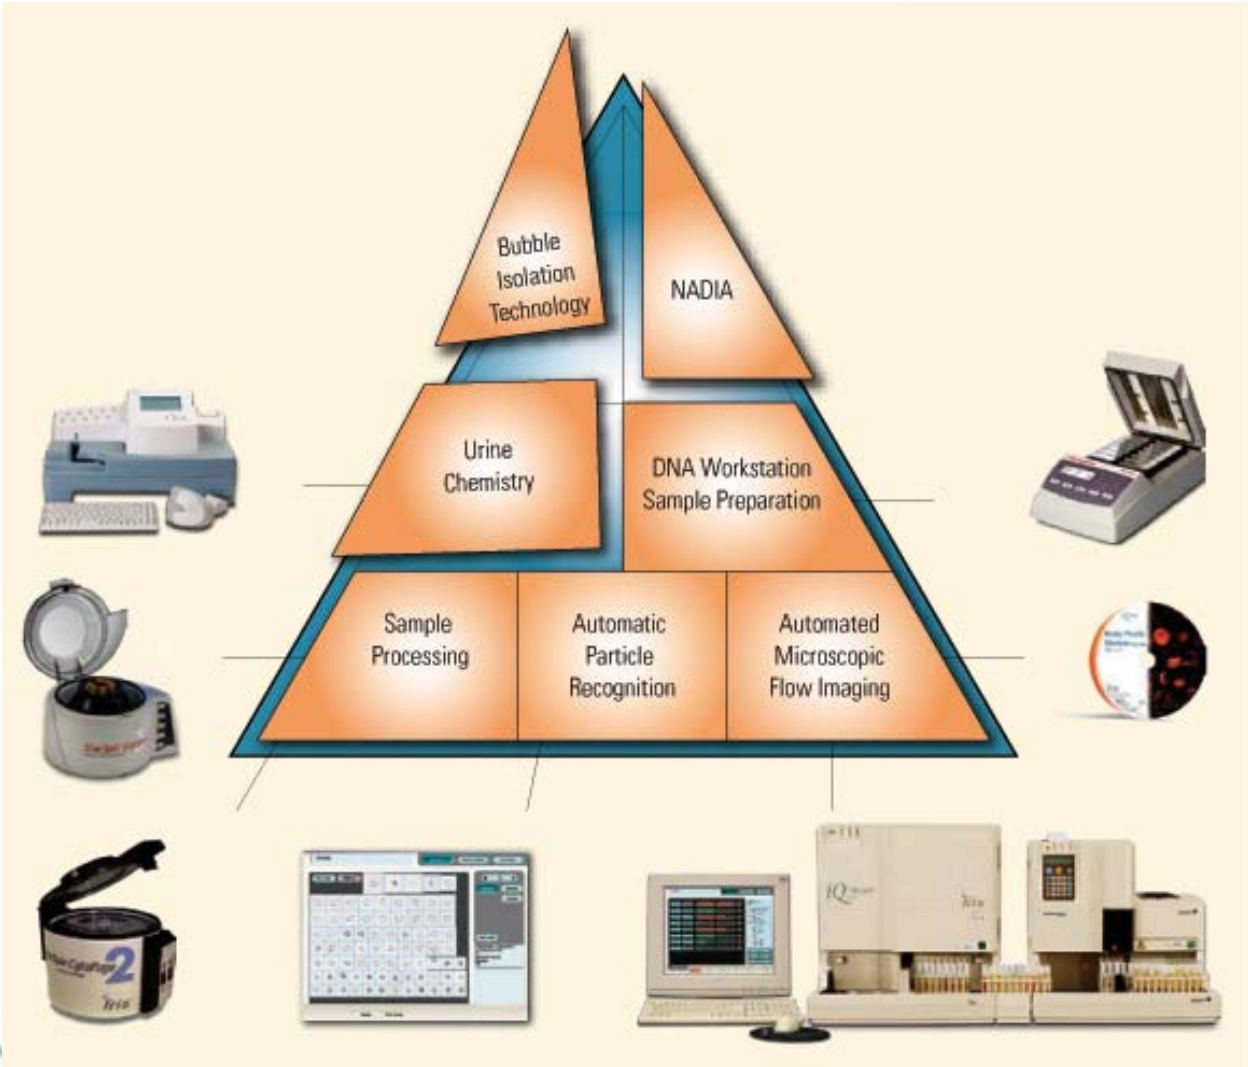 Bubble
Isolation
Technology
NADIA
Urine
Chemistry
DNA Workstation
Sample Preparation
Sample
Processing
Automatic
Particle
Recognition
Automated
Microscopic
Flow Imaging
2
Iris
iQ
Iris